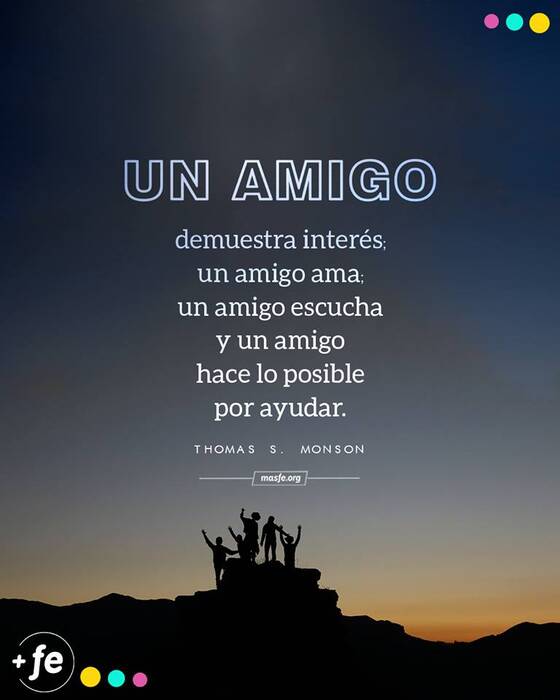 UN AMIGO
demuestra interés;
un amigo ama;
un amigo escucha
y un amigo
hace lo posible
por ayudar.
THOMAS S. MONSON
masfe.org
+fe